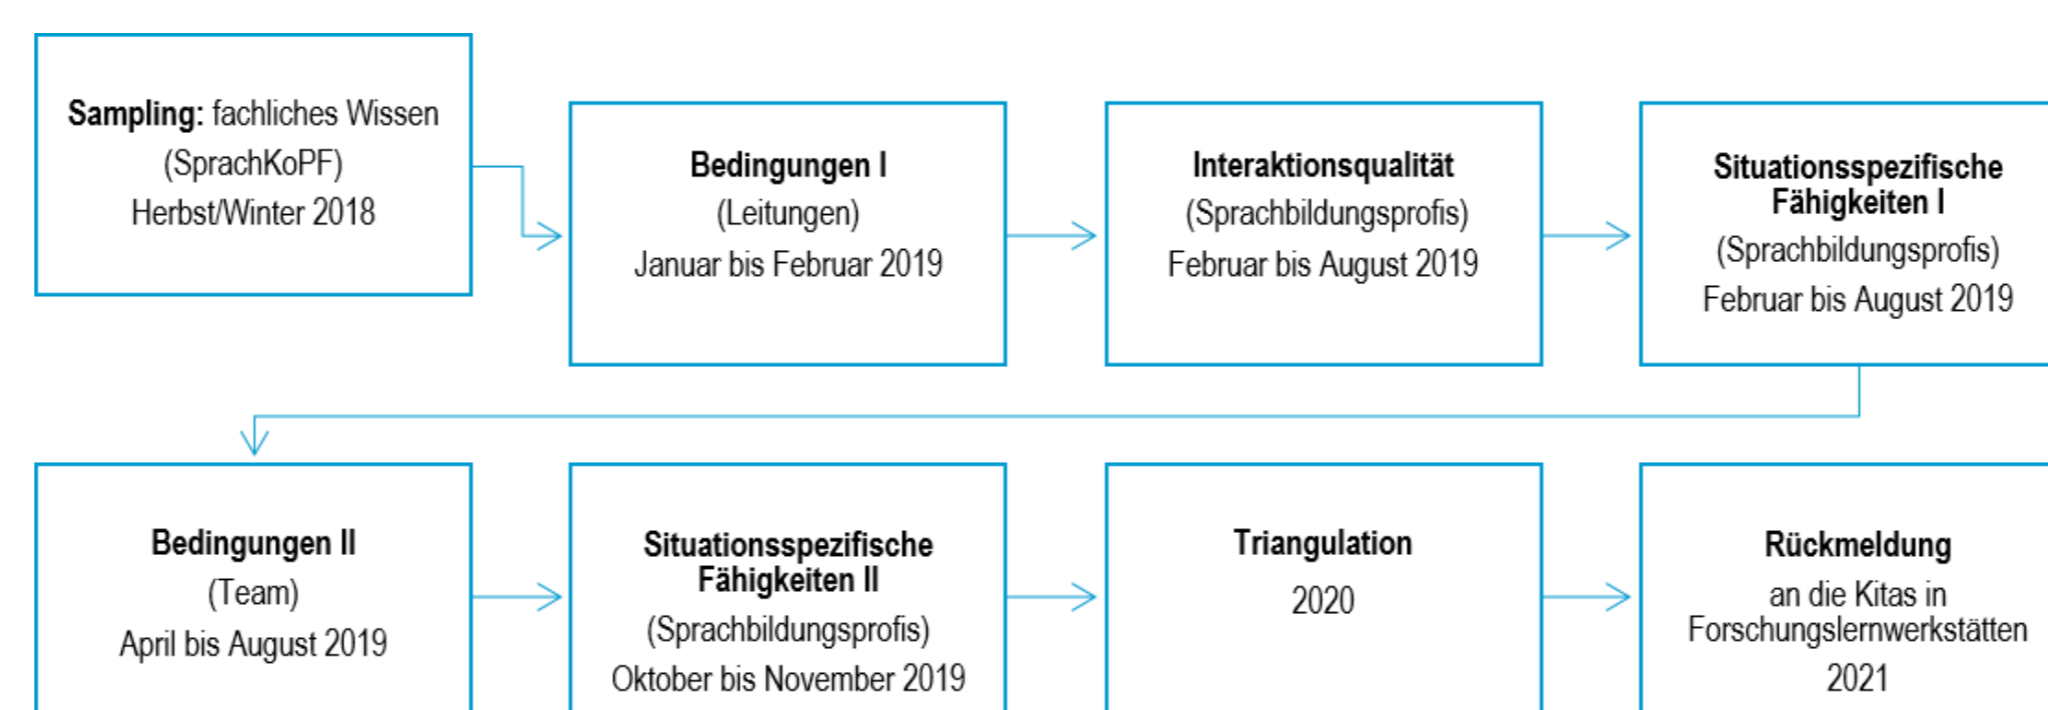 Sampling: fachliches Wissen
(SprachKoPF)
Herbst/Winter 2018
Bedingungen I
(Leitungen)
Januar bis Februar 2019
Interaktionsqualität
(Sprachbildungsprofis)
Februar bis August 2019
Situationsspezifische
Fähigkeiten I
(Sprachbildungsprofis)
Februar bis August 2019
Bedingungen II
(Team)
April bis August 2019
Situationsspezifische
Fähigkeiten II
(Sprachbildungsprofis)
Oktober bis November 2019
Triangulation
2020
Rückmeldung
an die Kitas in
Forschungslernwerkstätten
2021